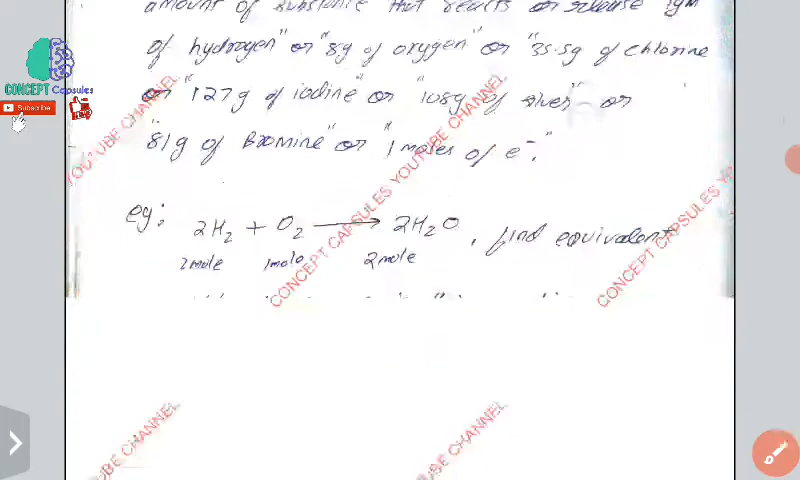 amount of substance that reacts or release 1gm
of hydrogen" or "8g of oxygen" or "35.5g of chlorine
or "127g of iodine" or "108g of silver" or
"81g of Bromine" or "1 moles of e⁻."
eg: 2H₂ + O₂ ⟶ 2H₂O, find equivalent
2mole 1mole 2mole
CONCEPT
Capsules
Subscribe
YOUTUBE CHANNEL
CONCEPT CAPSULES YOUTUBE CHANNEL
CONCEPT CAPSULES
UBE CHANNEL
YOUTUBE CHANNEL